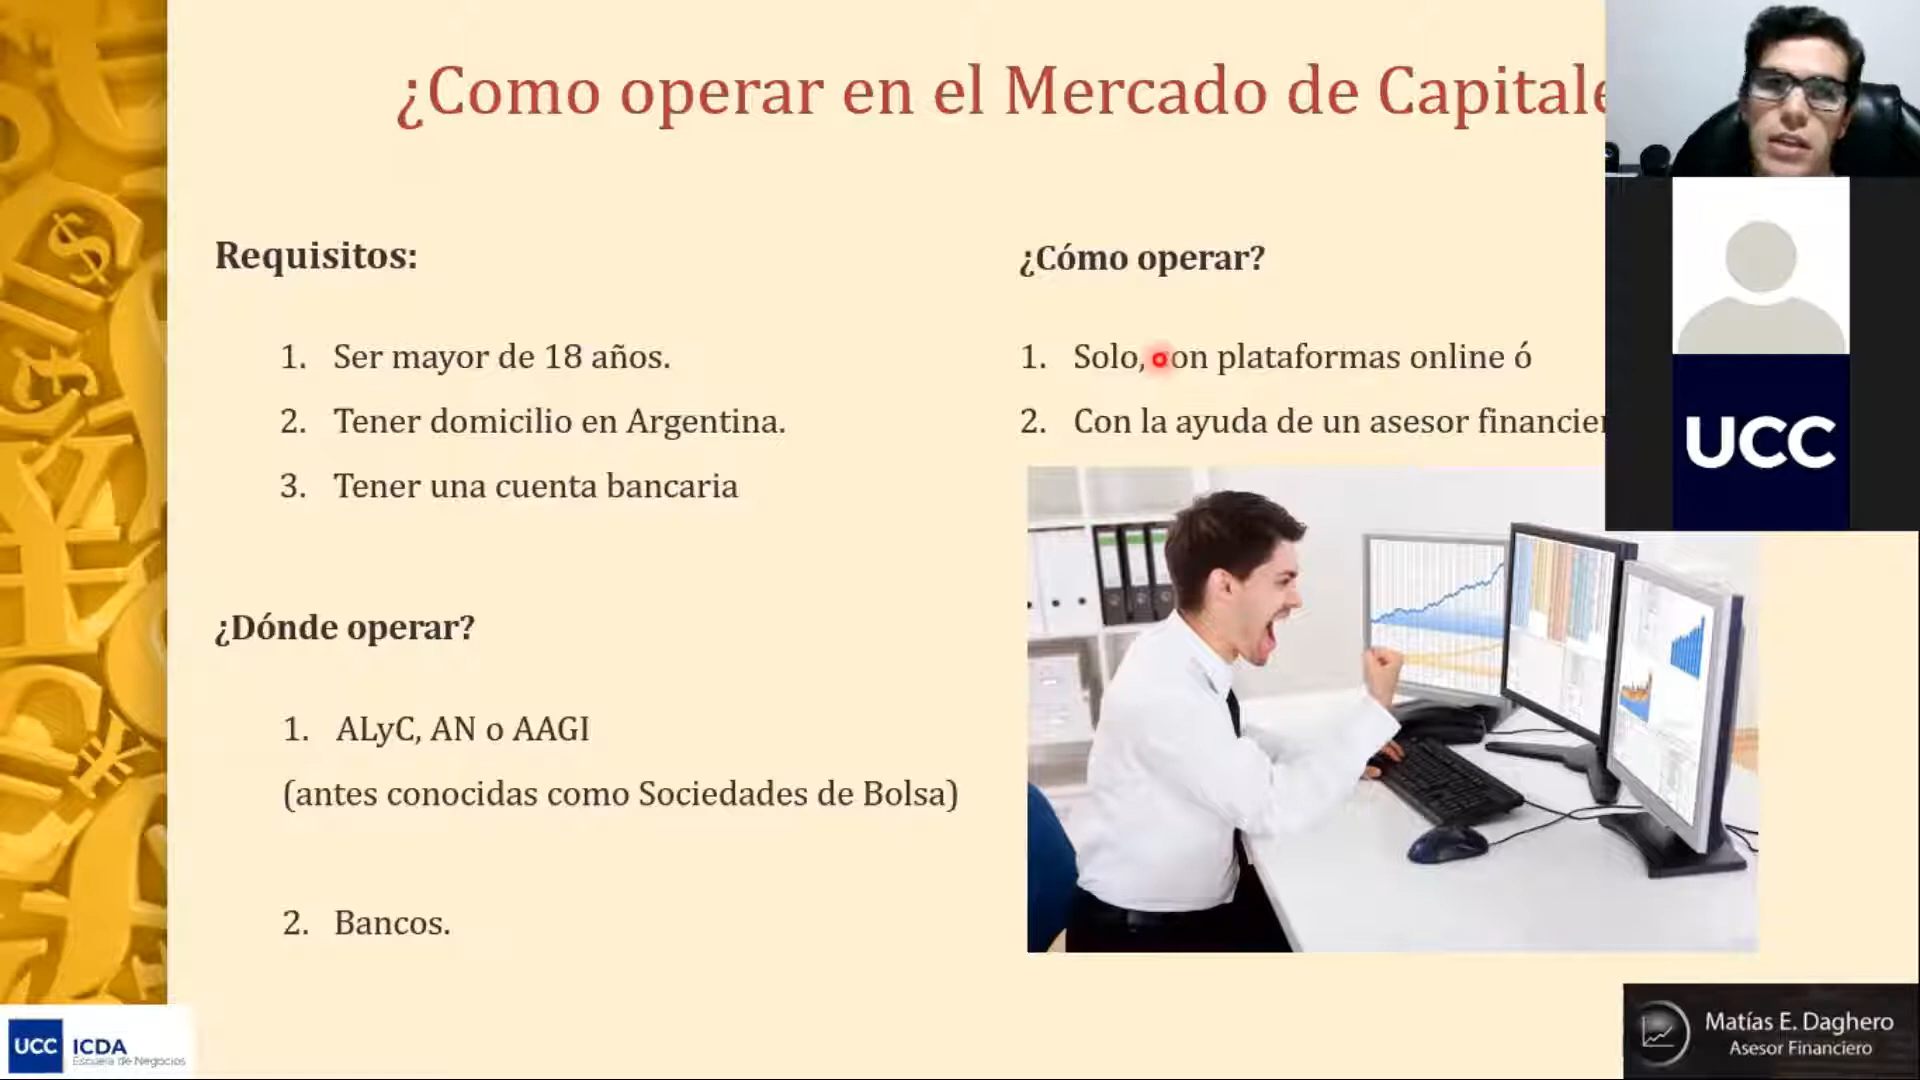 ¿Como operar en el Mercado de Capitale
Requisitos:
1. Ser mayor de 18 años.
2. Tener domicilio en Argentina.
3. Tener una cuenta bancaria
¿Dónde operar?
1. ALyC, AN o AAGI
(antes conocidas como Sociedades de Bolsa)
2. Bancos.
¿Cómo operar?
1. Solo, con plataformas online ó
2. Con la ayuda de un asesor financier
UCC
UCC ICDA
Escuela de Negocios
Matías E. Daghero
Asesor Financiero